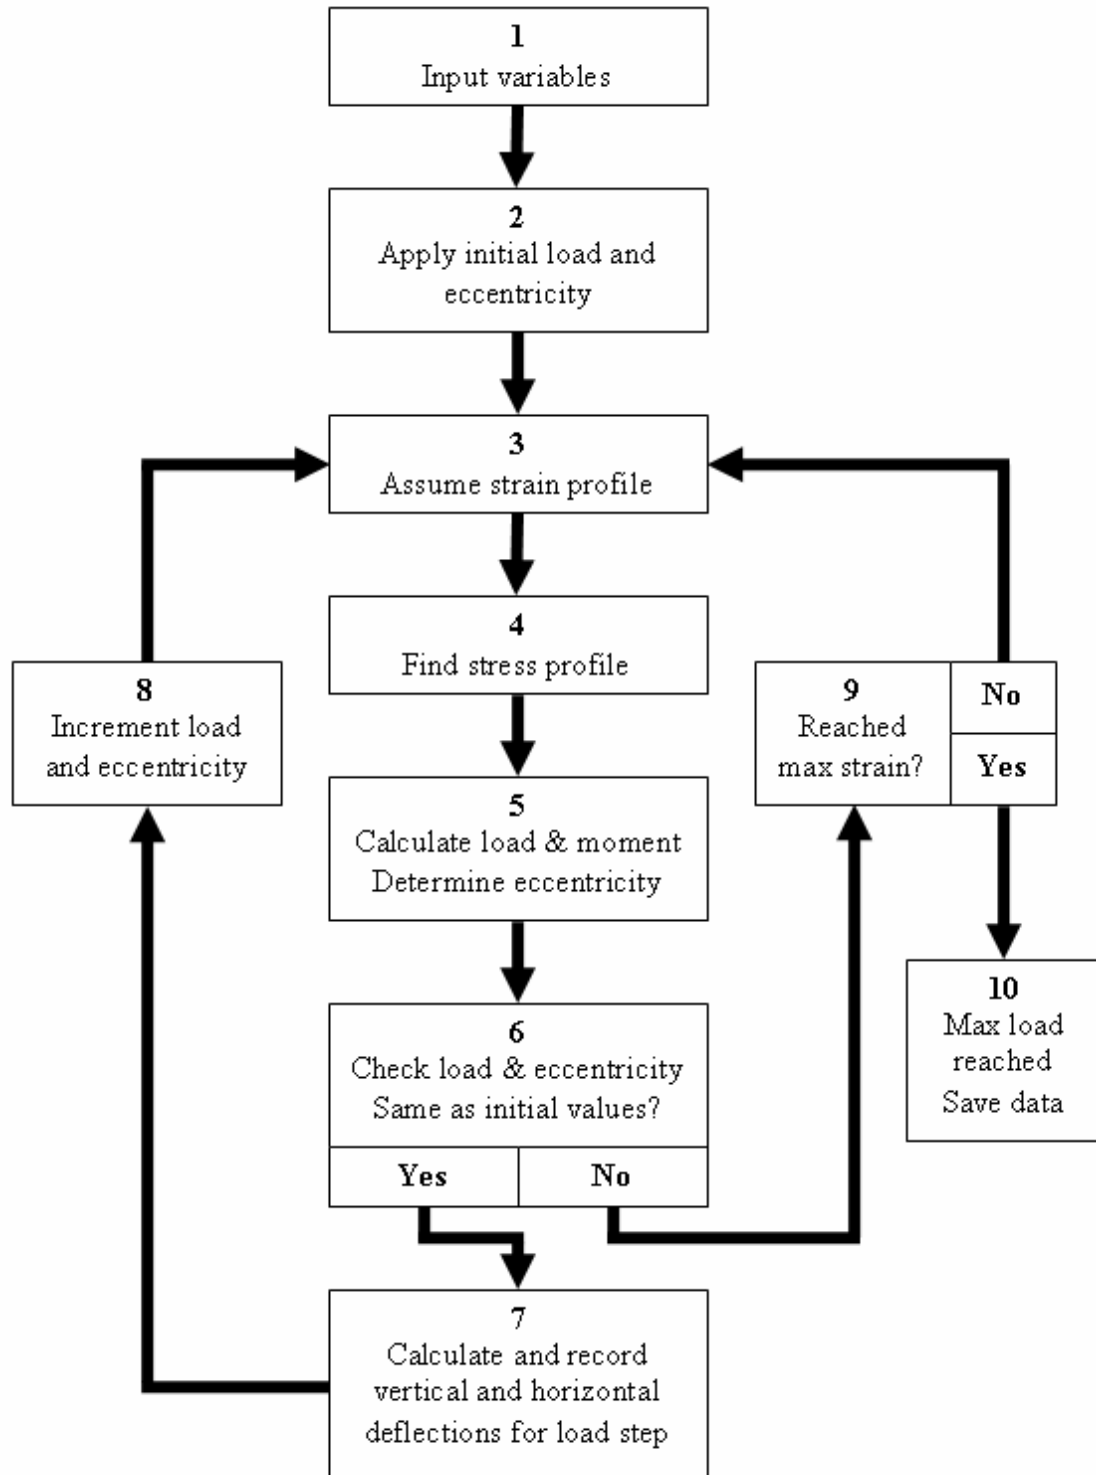 1
Input variables
2
Apply initial load and
eccentricity
3
Assume strain profile
4
Find stress profile
5
Calculate load & moment
Determine eccentricity
6
Check load & eccentricity
Same as initial values?
Yes
No
7
Calculate and record
vertical and horizontal
deflections for load step
8
Increment load
and eccentricity
9
Reached
max strain?
No
Yes
10
Max load
reached
Save data